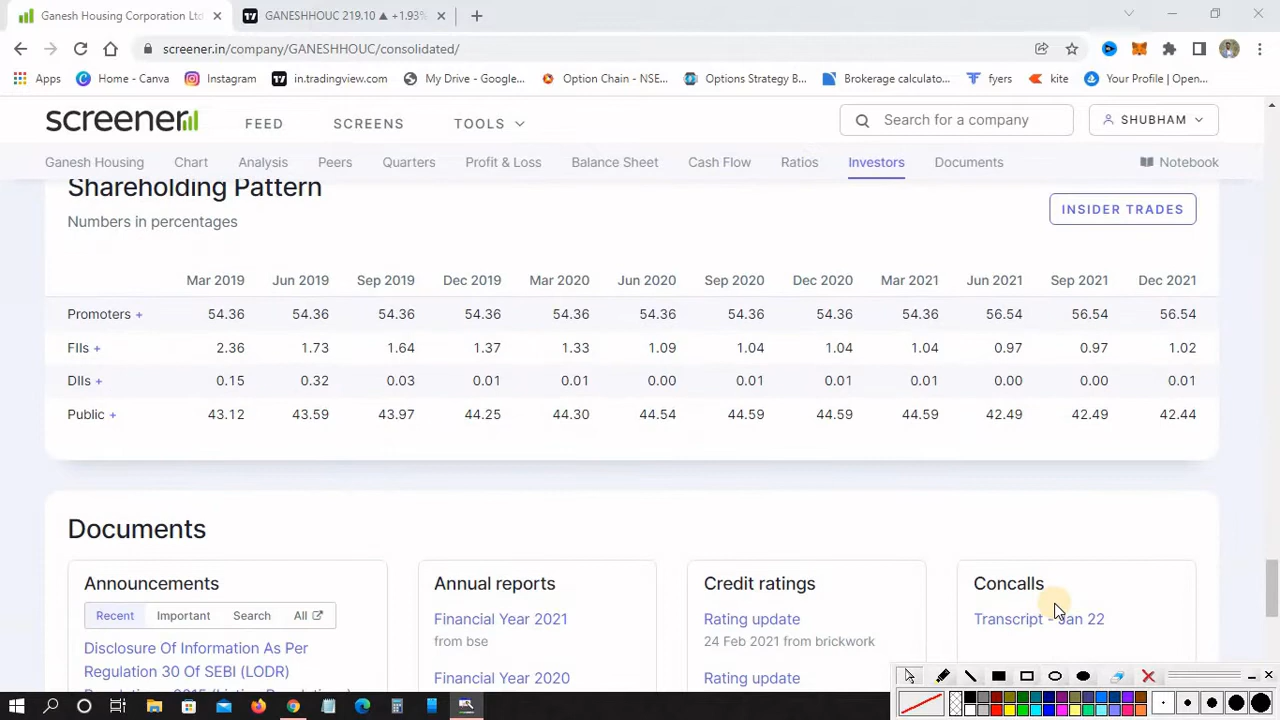 Ganesh Housing Corporation Ltd
GANESHHOUC 219.10 ▲ +1.93%
screener.in/company/GANESHHOUC/consolidated/
Apps Home - Canva Instagram in.tradingview.com My Drive - Google... Option Chain - NSE... Options Strategy B... Brokerage calculato... fyers kite Your Profile | Open...
screener FEED SCREENS TOOLS Search for a company SHUBHAM
Ganesh Housing Chart Analysis Peers Quarters Profit & Loss Balance Sheet Cash Flow Ratios Investors Documents Notebook
Shareholding Pattern
Numbers in percentages
INSIDER TRADES
Mar 2019 Jun 2019 Sep 2019 Dec 2019 Mar 2020 Jun 2020 Sep 2020 Dec 2020 Mar 2021 Jun 2021 Sep 2021 Dec 2021
Promoters + 54.36 54.36 54.36 54.36 54.36 54.36 54.36 54.36 54.36 56.54 56.54 56.54
FIIs + 2.36 1.73 1.64 1.37 1.33 1.09 1.04 1.04 1.04 0.97 0.97 1.02
DIIs + 0.15 0.32 0.03 0.01 0.01 0.00 0.01 0.01 0.01 0.00 0.00 0.01
Public + 43.12 43.59 43.97 44.25 44.30 44.54 44.59 44.59 44.59 42.49 42.49 42.44
Documents
Announcements
Recent Important Search All
Disclosure Of Information As Per
Regulation 30 Of SEBI (LODR)
Annual reports
Financial Year 2021
from bse
Financial Year 2020
Credit ratings
Rating update
24 Feb 2021 from brickwork
Rating update
Concalls
Transcript - Jan 22